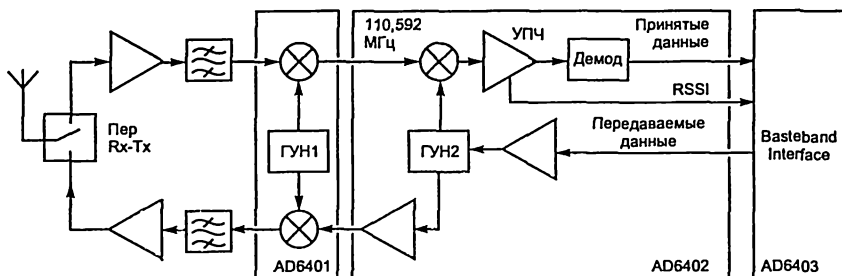 110,592
МГц
УПЧ
Принятые
данные
Демод
RSSI
Пер
Rx-Tx
ГУН1
ГУН2
Передаваемые
данные
Basteband
Interface
AD6401
AD6402
AD6403